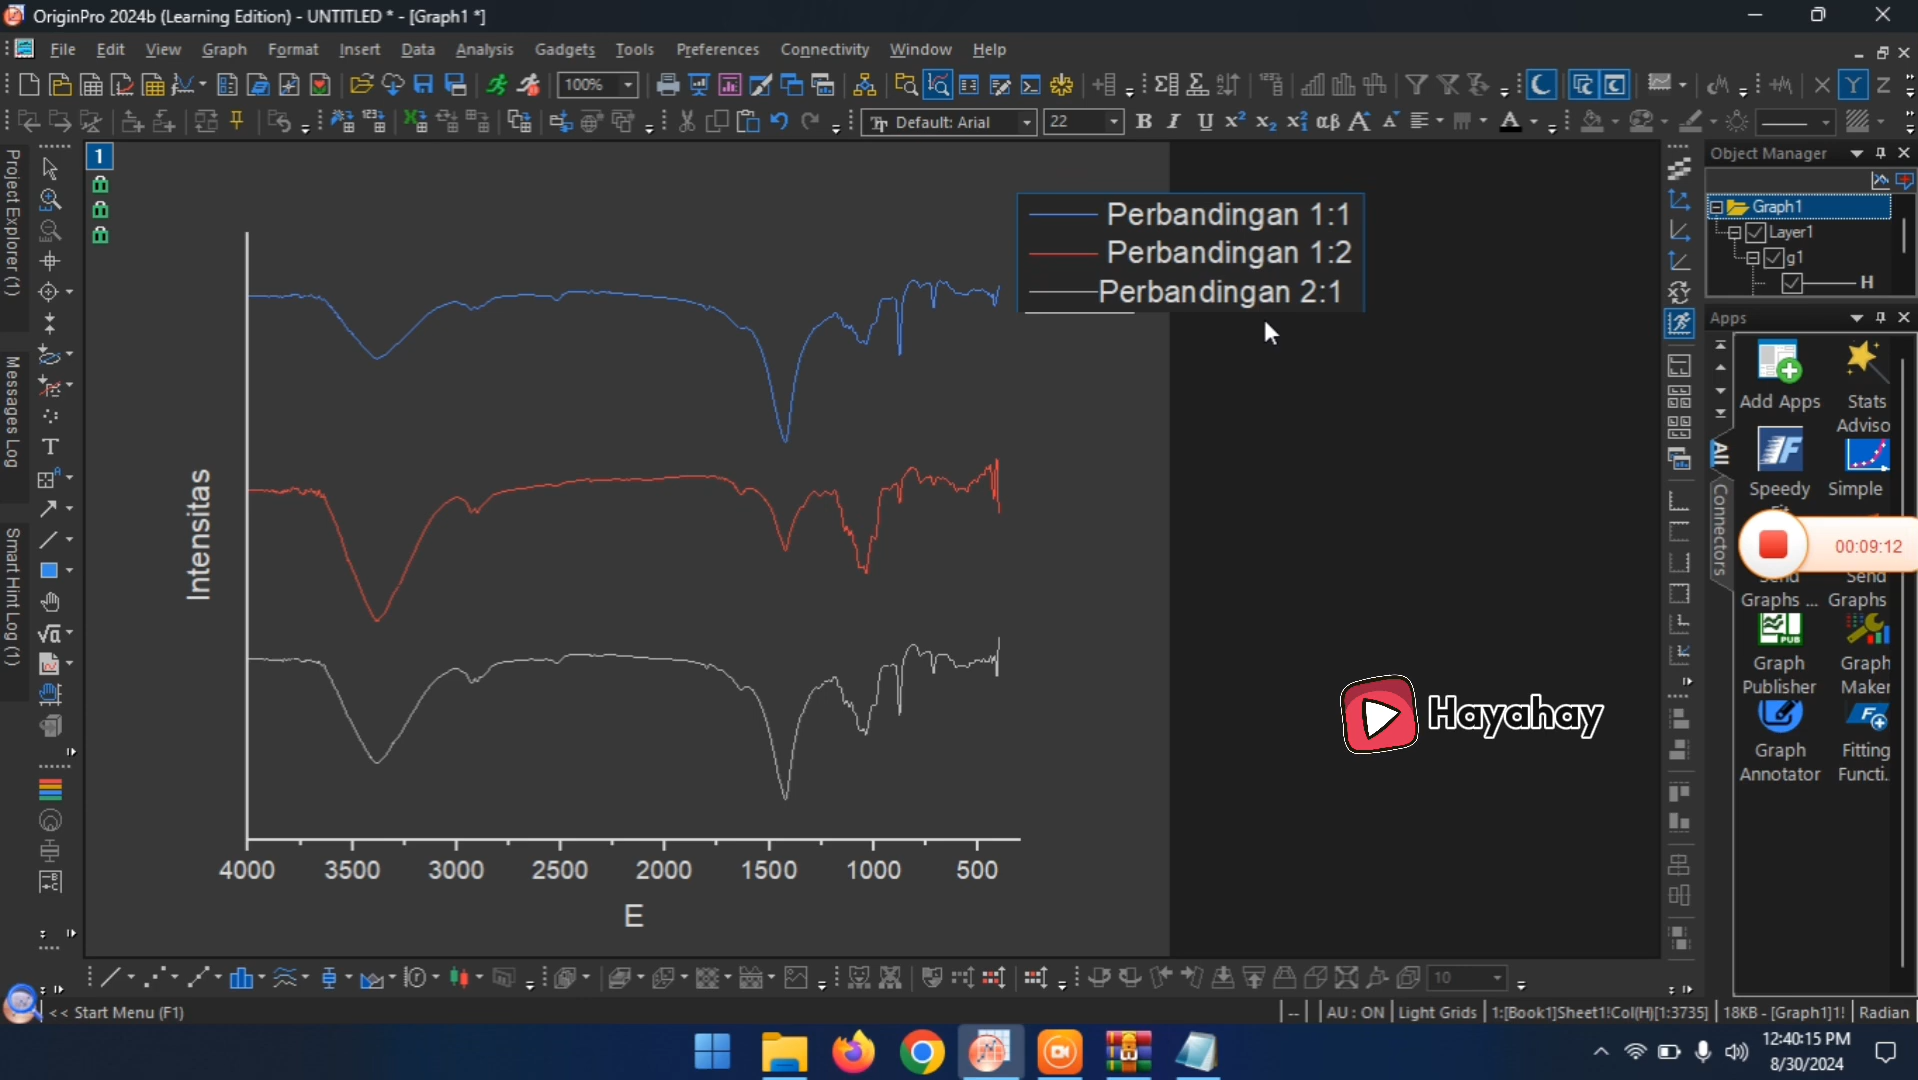 OriginPro 2024b (Learning Edition) - UNTITLED * - [Graph1 *]
File Edit View Graph Format Insert Data Analysis Gadgets Tools Preferences Connectivity Window Help
100%
Default: Arial 22 B I U
Project Explorer (1)
Messages Log
Smart Hint Log (1)
1
Perbandingan 1:1
Perbandingan 1:2
Perbandingan 2:1
Intensitas
4000 3500 3000 2500 2000 1500 1000 500
E
Hayahay
Object Manager
Graph1
Layer1
g1
H
Apps
All
Connectors
Add Apps
Stats
Adviso
Speedy
Fit
Simple
00:09:12
Send
Graphs ...
Send
Graphs
Graph
Publisher
Graph
Maker
Graph
Annotator
Fitting
Functi.
10
<< Start Menu (F1)
-- AU : ON Light Grids 1:[Book1]Sheet1!Col(H)[1:3735] 18KB - [Graph1]1! Radian
12:40:15 PM
8/30/2024